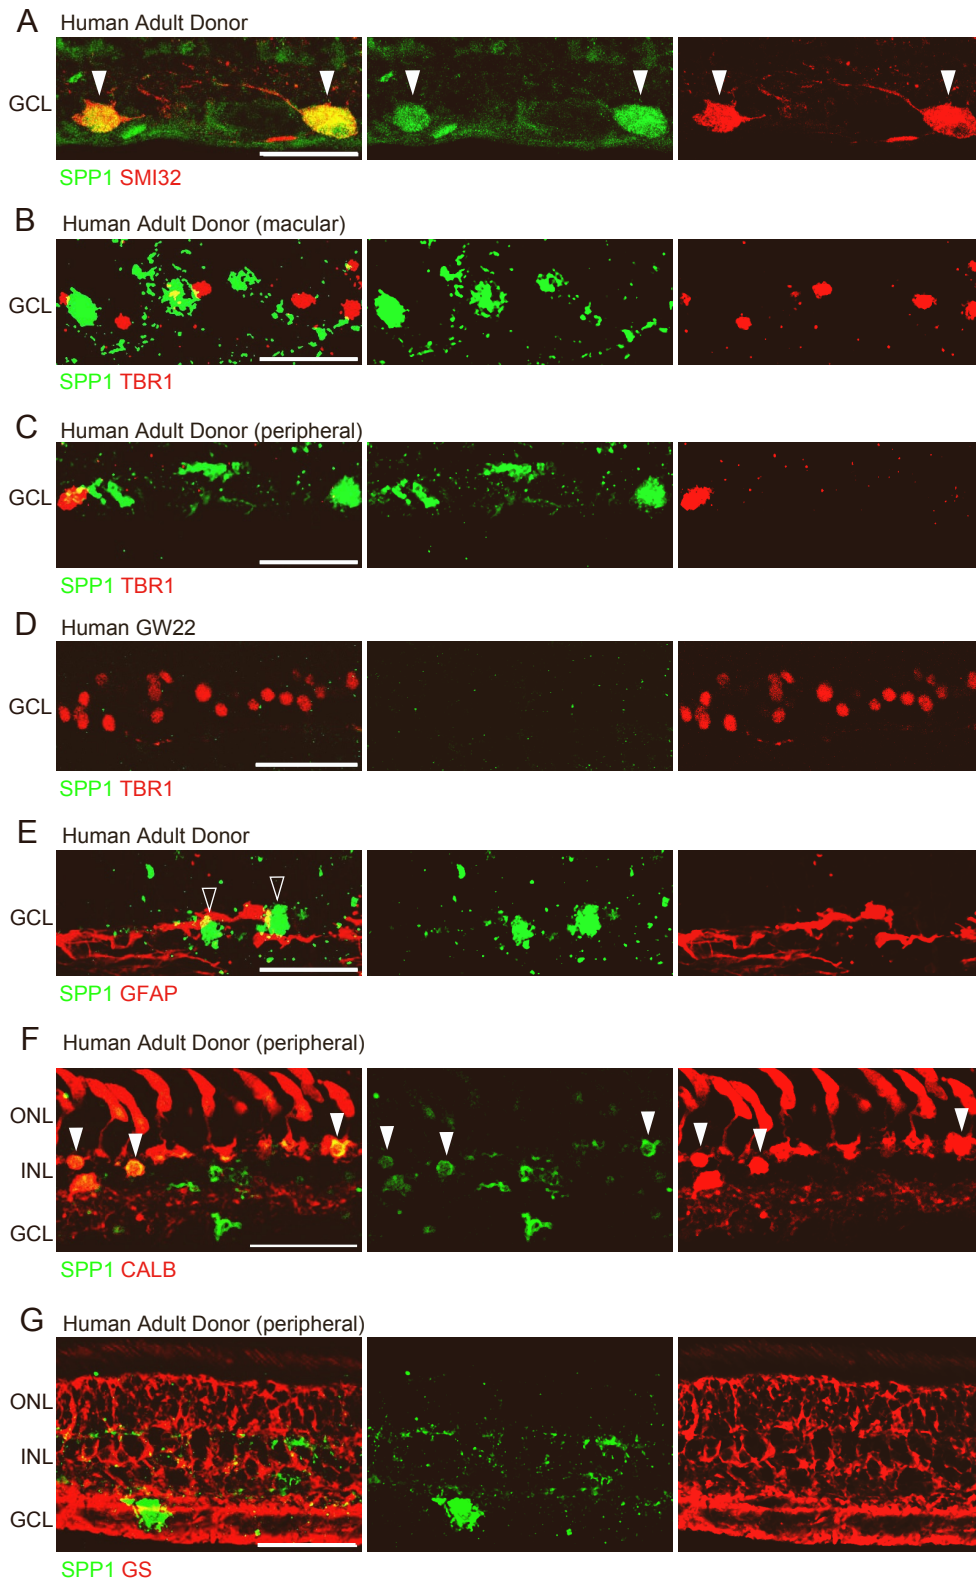 A Human Adult Donor
GCL
SPP1 SMI32
B Human Adult Donor (macular)
GCL
SPP1 TBR1
C Human Adult Donor (peripheral)
GCL
SPP1 TBR1
D Human GW22
GCL
SPP1 TBR1
E Human Adult Donor
GCL
SPP1 GFAP
F Human Adult Donor (peripheral)
ONL
INL
GCL
SPP1 CALB
G Human Adult Donor (peripheral)
ONL
INL
GCL
SPP1 GS